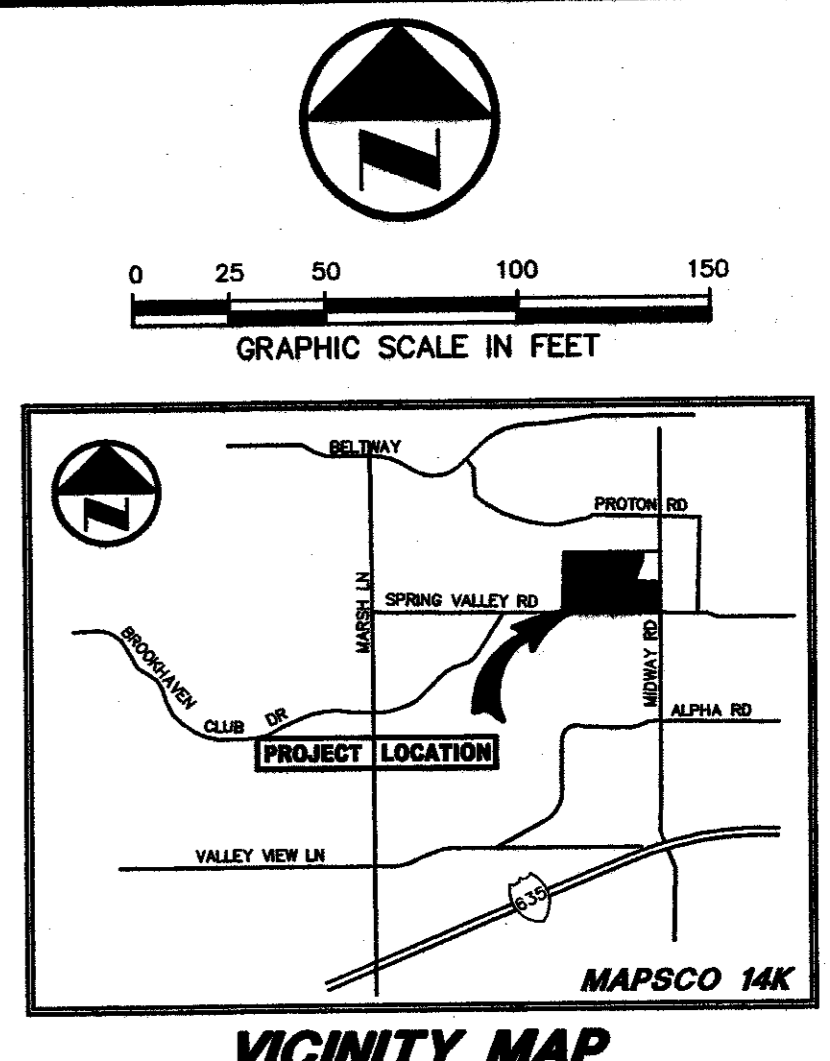 N
0 25 50 100 150
GRAPHIC SCALE IN FEET
N
BELTWAY
PROTON RD
MARSH LN
SPRING VALLEY RD
MIDWAY RD
BROOKHAVEN
CLUB DR
ALPHA RD
PROJECT LOCATION
VALLEY VIEW LN
635
MAPSCO 14K
VICINITY MAP